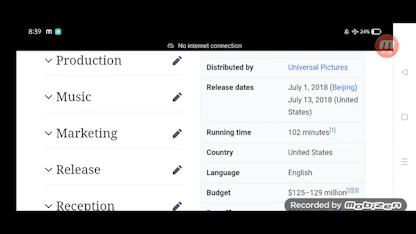 8:39 M
24%
No internet connection
Production
Music
Marketing
Release
Reception
Distributed by Universal Pictures
Release dates July 1, 2018 (Beijing)
July 13, 2018 (United
States)
Running time 102 minutes[1]
Country United States
Language English
Budget $125–129 million[2][3]
Recorded by MOBIZEN